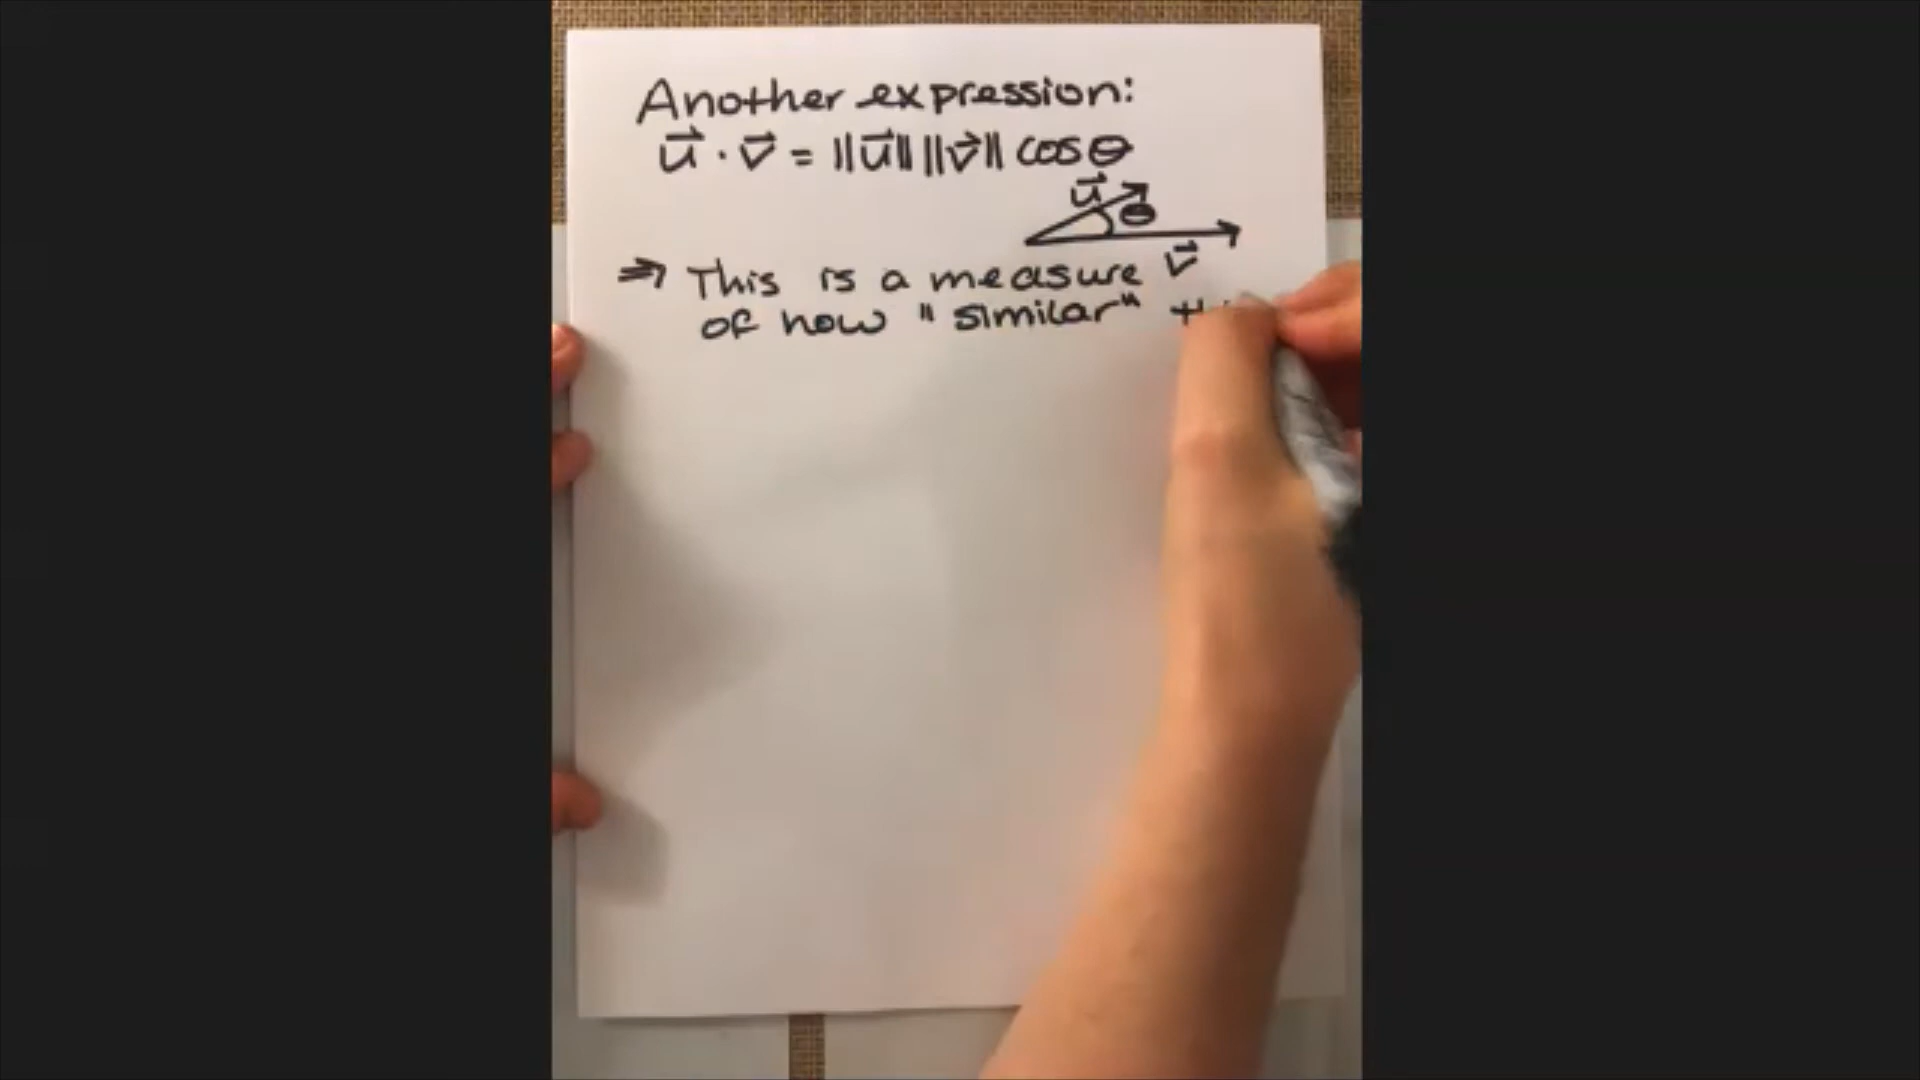 Another expression:
u⃗ · v⃗ = ||u⃗|| ||v⃗|| cos θ
u⃗
θ
v⃗
⇒ This is a measure
of how "similar"